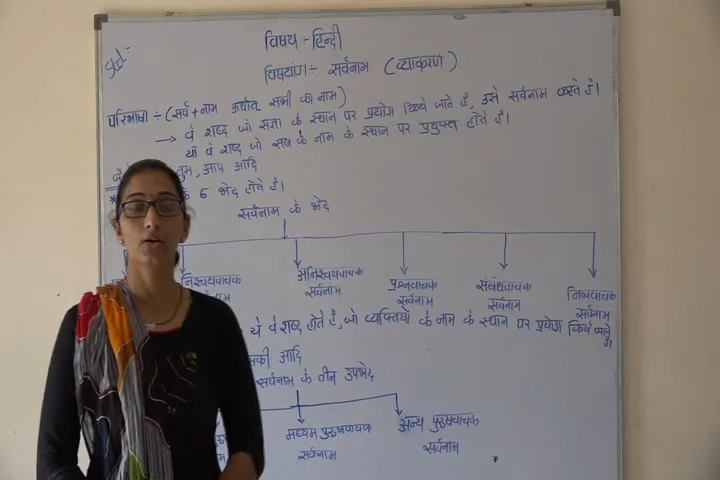 विषय :- हिन्दी
विषयांग :- सर्वनाम (व्याकरण)
परिभाषा :- (सर्व + नाम अर्थात् सभी का नाम)
→ वे शब्द जो संज्ञा के स्थान पर प्रयोग किये जाते हैं, उसे सर्वनाम कहते हैं।
या वे शब्द जो सब के नाम के स्थान पर प्रयुक्त होते हैं।
तुम, आप आदि
के 6 भेद होते हैं।
सर्वनाम के भेद
निश्चयवाचक अनिश्चयवाचक प्रश्नवाचक संबंधवाचक निजवाचक
सर्वनाम सर्वनाम सर्वनाम सर्वनाम
ये वे शब्द होते हैं, जो व्यक्तियों के नाम के स्थान पर प्रयोग किये जाते
हैं।
आदि
सर्वनाम के तीन उपभेद
मध्यम पुरुषवाचक अन्य पुरुषवाचक
सर्वनाम सर्वनाम